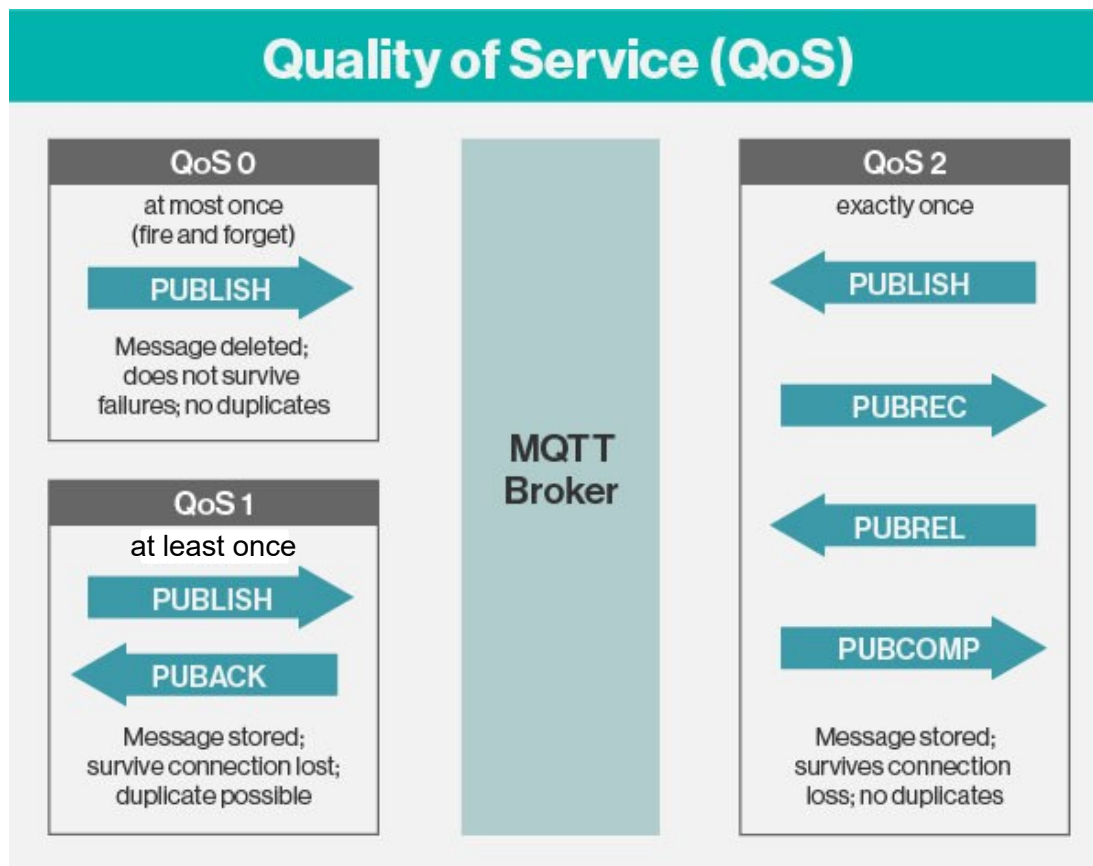 Quality of Service (QoS)
QoS 0
at most once
(fire and forget)
PUBLISH
Message deleted;
does not survive
failures; no duplicates
QoS 1
at least once
PUBLISH
PUBACK
Message stored;
survive connection lost;
duplicate possible
MQTT
Broker
QoS 2
exactly once
PUBLISH
PUBREC
PUBREL
PUBCOMP
Message stored;
survives connection
loss; no duplicates